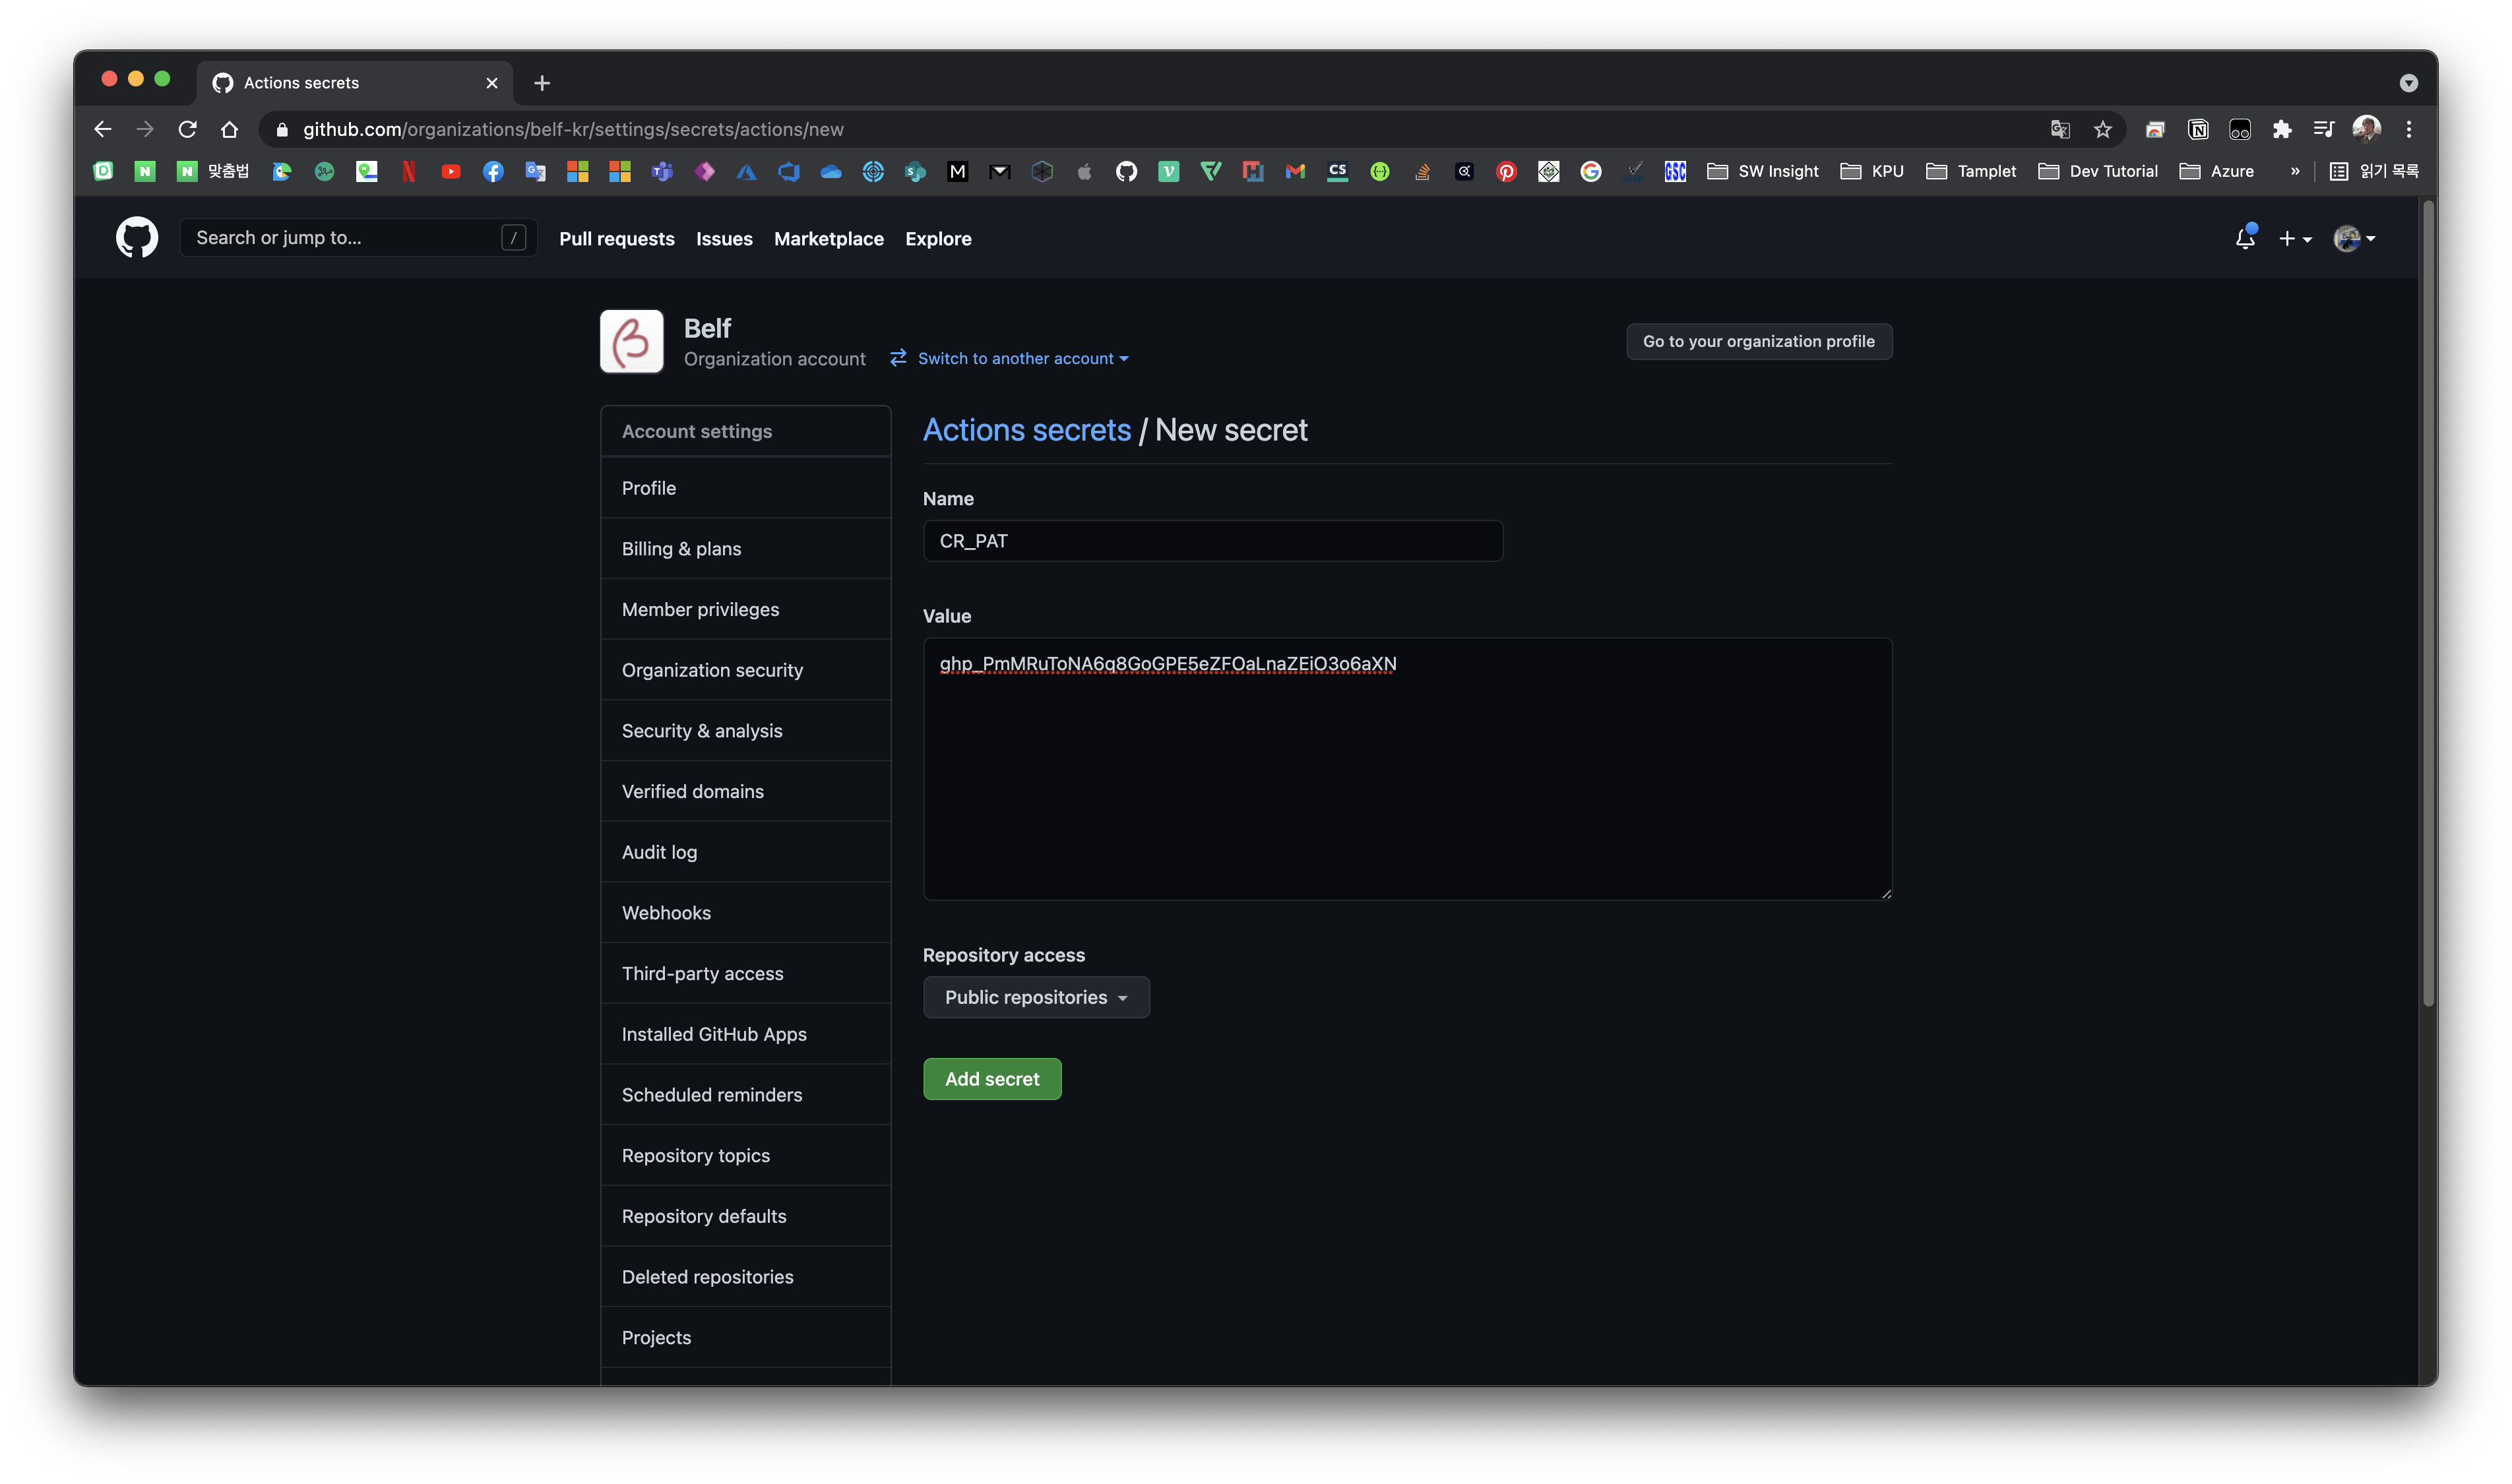 Actions secrets
github.com/organizations/belf-kr/settings/secrets/actions/new
맞춤법
SW Insight
KPU
Tamplet
Dev Tutorial
Azure
»
읽기 목록
Search or jump to...
/
Pull requests
Issues
Marketplace
Explore
Belf
Organization account
Switch to another account
Go to your organization profile
Account settings
Profile
Billing & plans
Member privileges
Organization security
Security & analysis
Verified domains
Audit log
Webhooks
Third-party access
Installed GitHub Apps
Scheduled reminders
Repository topics
Repository defaults
Deleted repositories
Projects
Actions secrets / New secret
Name
CR_PAT
Value
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
Repository access
Public repositories
Add secret